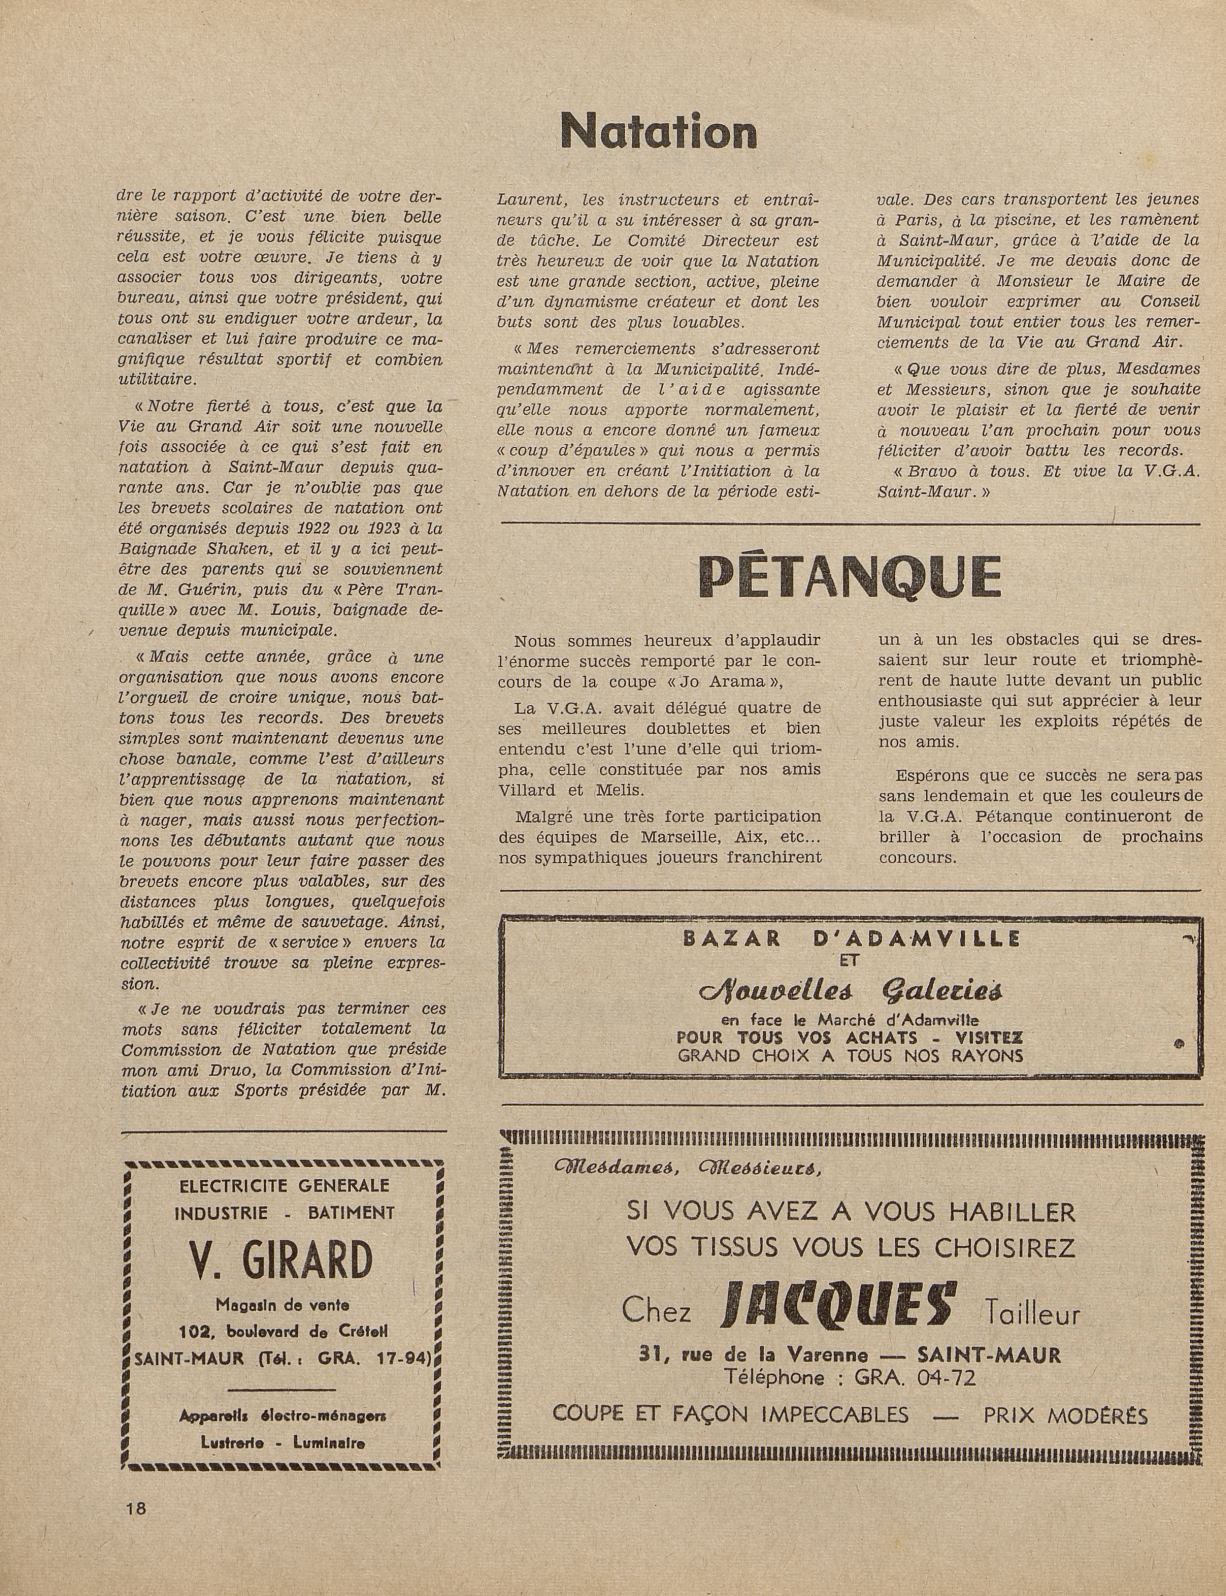 Natation
dre le rapport d'activité de votre der-
nière saison. C'est une bien belle
réussite, et je vous félicite puisque
cela est votre œuvre. Je tiens à y
associer tous vos dirigeants, votre
bureau, ainsi que votre président, qui
tous ont su endiguer votre ardeur, la
canaliser et lui faire produire ce ma-
gnifique résultat sportif et combien
utilitaire.
« Notre fierté à tous, c'est que la
Vie au Grand Air soit une nouvelle
fois associée à ce qui s'est fait en
natation à Saint-Maur depuis qua-
rante ans. Car je n'oublie pas que
les brevets scolaires de natation ont
été organisés depuis 1922 ou 1923 à la
Baignade Shaken, et il y a ici peut-
être des parents qui se souviennent
de M. Guérin, puis du « Père Tran-
quille » avec M. Louis, baignade de-
venue depuis municipale.
« Mais cette année, grâce à une
organisation que nous avons encore
l'orgueil de croire unique, nous bat-
tons tous les records. Des brevets
simples sont maintenant devenus une
chose banale, comme l'est d'ailleurs
l'apprentissage de la natation, si
bien que nous apprenons maintenant
à nager, mais aussi nous perfection-
nons les débutants autant que nous
le pouvons pour leur faire passer des
brevets encore plus valables, sur des
distances plus longues, quelquefois
habillés et même de sauvetage. Ainsi,
notre esprit de « service » envers la
collectivité trouve sa pleine expres-
sion.
« Je ne voudrais pas terminer ces
mots sans féliciter totalement la
Commission de Natation que préside
mon ami Druo, la Commission d'Ini-
tiation aux Sports présidée par M.
Laurent, les instructeurs et entraî-
neurs qu'il a su intéresser à sa gran-
de tâche. Le Comité Directeur est
très heureux de voir que la Natation
est une grande section, active, pleine
d'un dynamisme créateur et dont les
buts sont des plus louables.
« Mes remerciements s'adresseront
maintenant à la Municipalité. Indé-
pendamment de l'aide agissante
qu'elle nous apporte normalement,
elle nous a encore donné un fameux
« coup d'épaules » qui nous a permis
d'innover en créant l'Initiation à la
Natation en dehors de la période esti-
vale. Des cars transportent les jeunes
à Paris, à la piscine, et les ramènent
à Saint-Maur, grâce à l'aide de la
Municipalité. Je me devais donc de
demander à Monsieur le Maire de
bien vouloir exprimer au Conseil
Municipal tout entier tous les remer-
ciements de la Vie au Grand Air.
« Que vous dire de plus, Mesdames
et Messieurs, sinon que je souhaite
avoir le plaisir et la fierté de venir
à nouveau l'an prochain pour vous
féliciter d'avoir battu les records.
« Bravo à tous. Et vive la V.G.A.
Saint-Maur. »
PÉTANQUE
Nous sommes heureux d'applaudir
l'énorme succès remporté par le con-
cours de la coupe « Jo Arama »,
La V.G.A. avait délégué quatre de
ses meilleures doublettes et bien
entendu c'est l'une d'elle qui triom-
pha, celle constituée par nos amis
Villard et Melis.
Malgré une très forte participation
des équipes de Marseille, Aix, etc...
nos sympathiques joueurs franchirent
un à un les obstacles qui se dres-
saient sur leur route et triomphè-
rent de haute lutte devant un public
enthousiaste qui sut apprécier à leur
juste valeur les exploits répétés de
nos amis.
Espérons que ce succès ne sera pas
sans lendemain et que les couleurs de
la V.G.A. Pétanque continueront de
briller à l'occasion de prochains
concours.
BAZAR D'ADAMVILLE
ET
Nouvelles Galeries
en face le Marché d'Adamville
POUR TOUS VOS ACHATS - VISITEZ
GRAND CHOIX A TOUS NOS RAYONS
ELECTRICITE GENERALE
INDUSTRIE - BATIMENT
V. GIRARD
Magasin de vente
102, boulevard de Créteil
SAINT-MAUR (Tél. : GRA. 17-94)
Appareils électro-ménagers
Lustrerie - Luminaire
Mesdames, Messieurs,
SI VOUS AVEZ A VOUS HABILLER
VOS TISSUS VOUS LES CHOISIREZ
Chez JACQUES Tailleur
31, rue de la Varenne — SAINT-MAUR
Téléphone : GRA. 04-72
COUPE ET FAÇON IMPECCABLES — PRIX MODÉRÉS
18